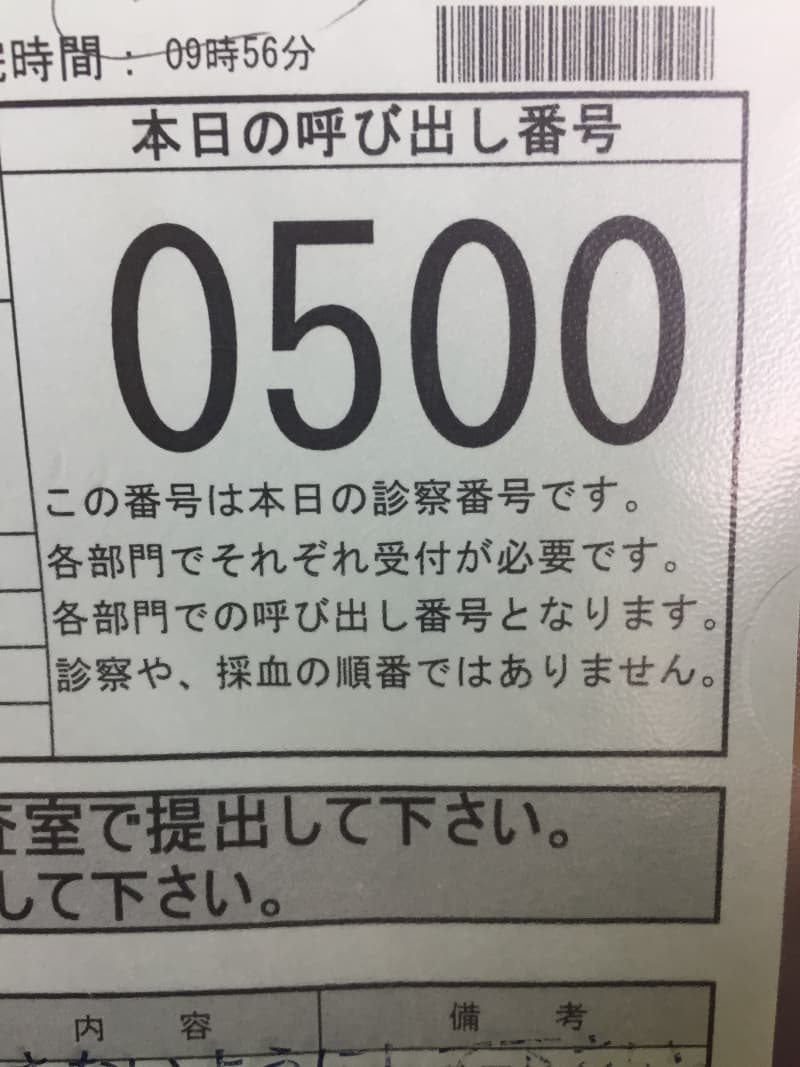 院時間：09時56分
本日の呼び出し番号
0500
この番号は本日の診察番号です。
各部門でそれぞれ受付が必要です。
各部門での呼び出し番号となります。
診察や、採血の順番ではありません。
査室で提出して下さい。
して下さい。
内 容 備 考